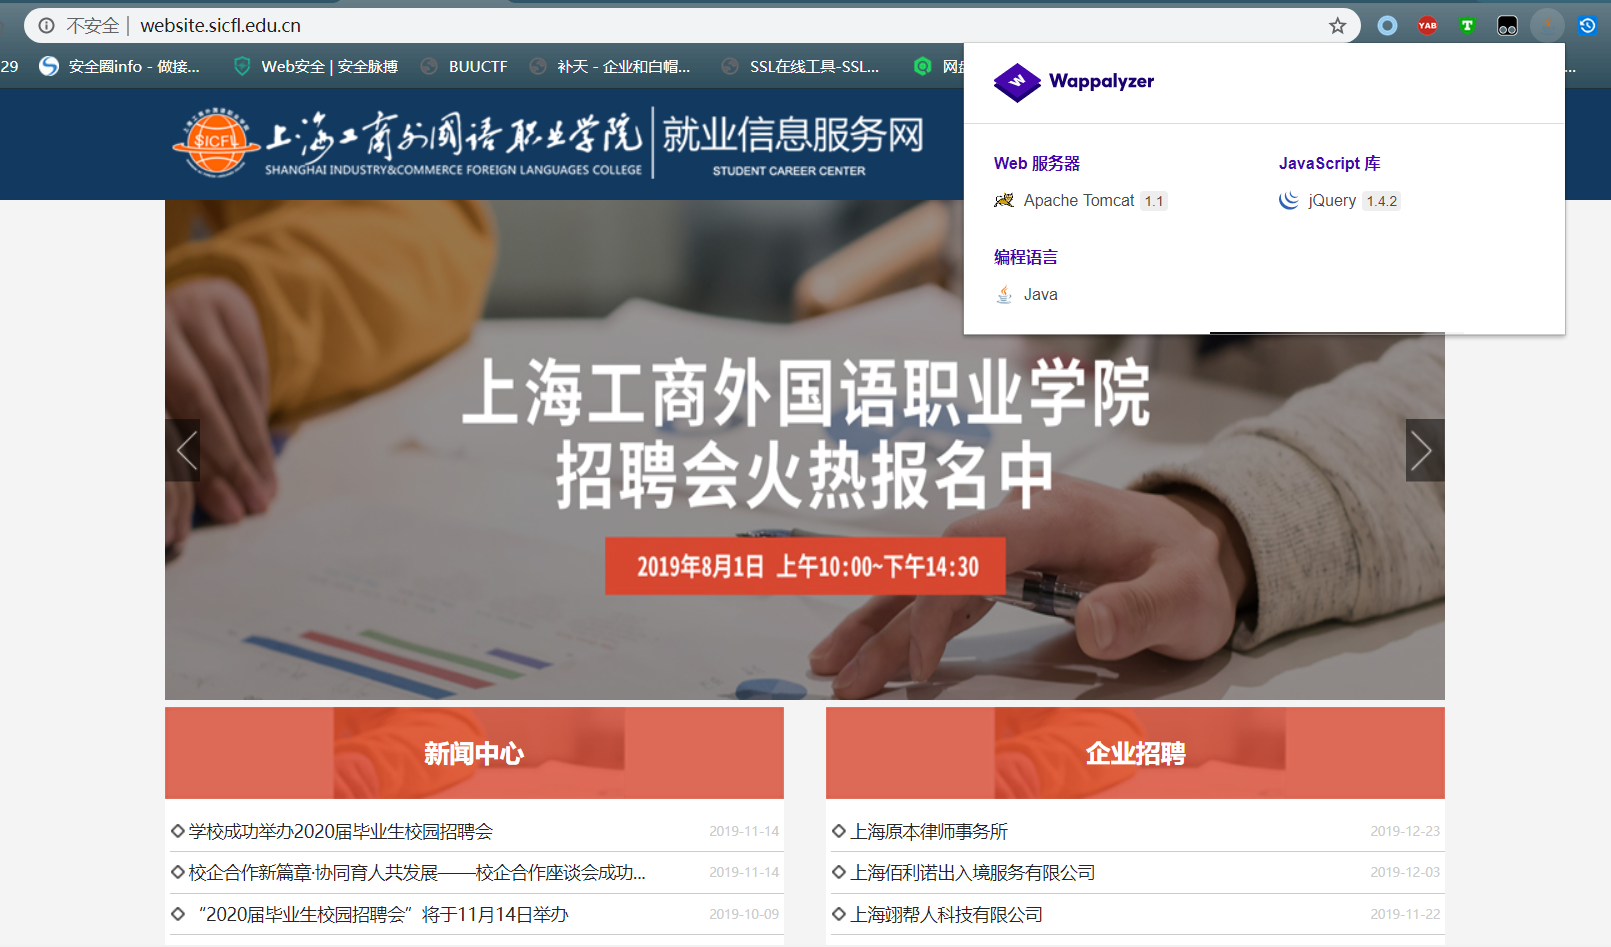 不安全 | website.sicfl.edu.cn
YAB
T
29 安全圈info - 做接... Web安全 | 安全脉搏 BUUCTF 补天 - 企业和白帽... SSL在线工具-SSL... ...
Wappalyzer
Web 服务器
Apache Tomcat 1.1
JavaScript 库
jQuery 1.4.2
编程语言
Java
SICFL
上海工商外国语职业学院
SHANGHAI INDUSTRY&COMMERCE FOREIGN LANGUAGES COLLEGE
就业信息服务网
STUDENT CAREER CENTER
上海工商外国语职业学院
招聘会火热报名中
2019年8月1日 上午10:00~下午14:30
新闻中心
学校成功举办2020届毕业生校园招聘会 2019-11-14
校企合作新篇章·协同育人共发展——校企合作座谈会成功... 2019-11-14
“2020届毕业生校园招聘会”将于11月14日举办 2019-10-09
企业招聘
上海原本律师事务所 2019-12-23
上海佰利诺出入境服务有限公司 2019-12-03
上海翊帮人科技有限公司 2019-11-22